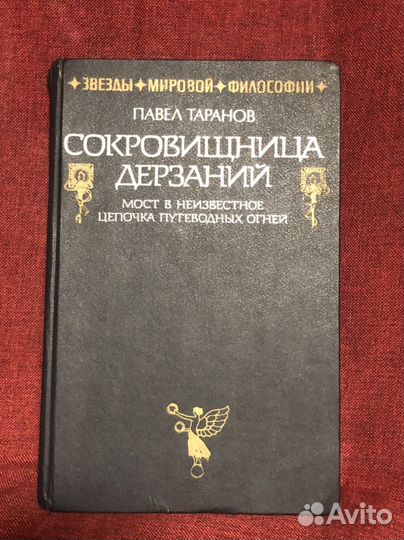 ✦ ЗВЕЗДЫ ✦ МИРОВОЙ ✦ ФИЛОСОФИИ ✦
ПАВЕЛ ТАРАНОВ
СОКРОВИЩНИЦА
ДЕРЗАНИЙ
МОСТ В НЕИЗВЕСТНОЕ
ЦЕПОЧКА ПУТЕВОДНЫХ ОГНЕЙ
Avito